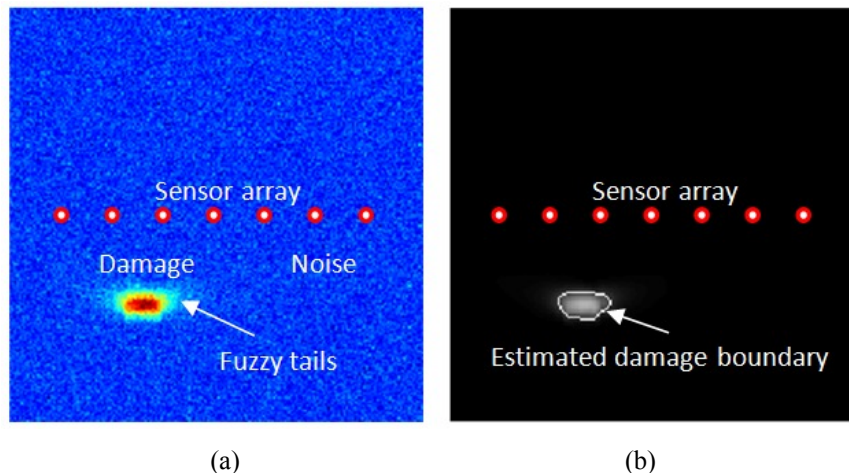 Sensor array
Damage
Noise
Fuzzy tails
(a)
Sensor array
Estimated damage boundary
(b)